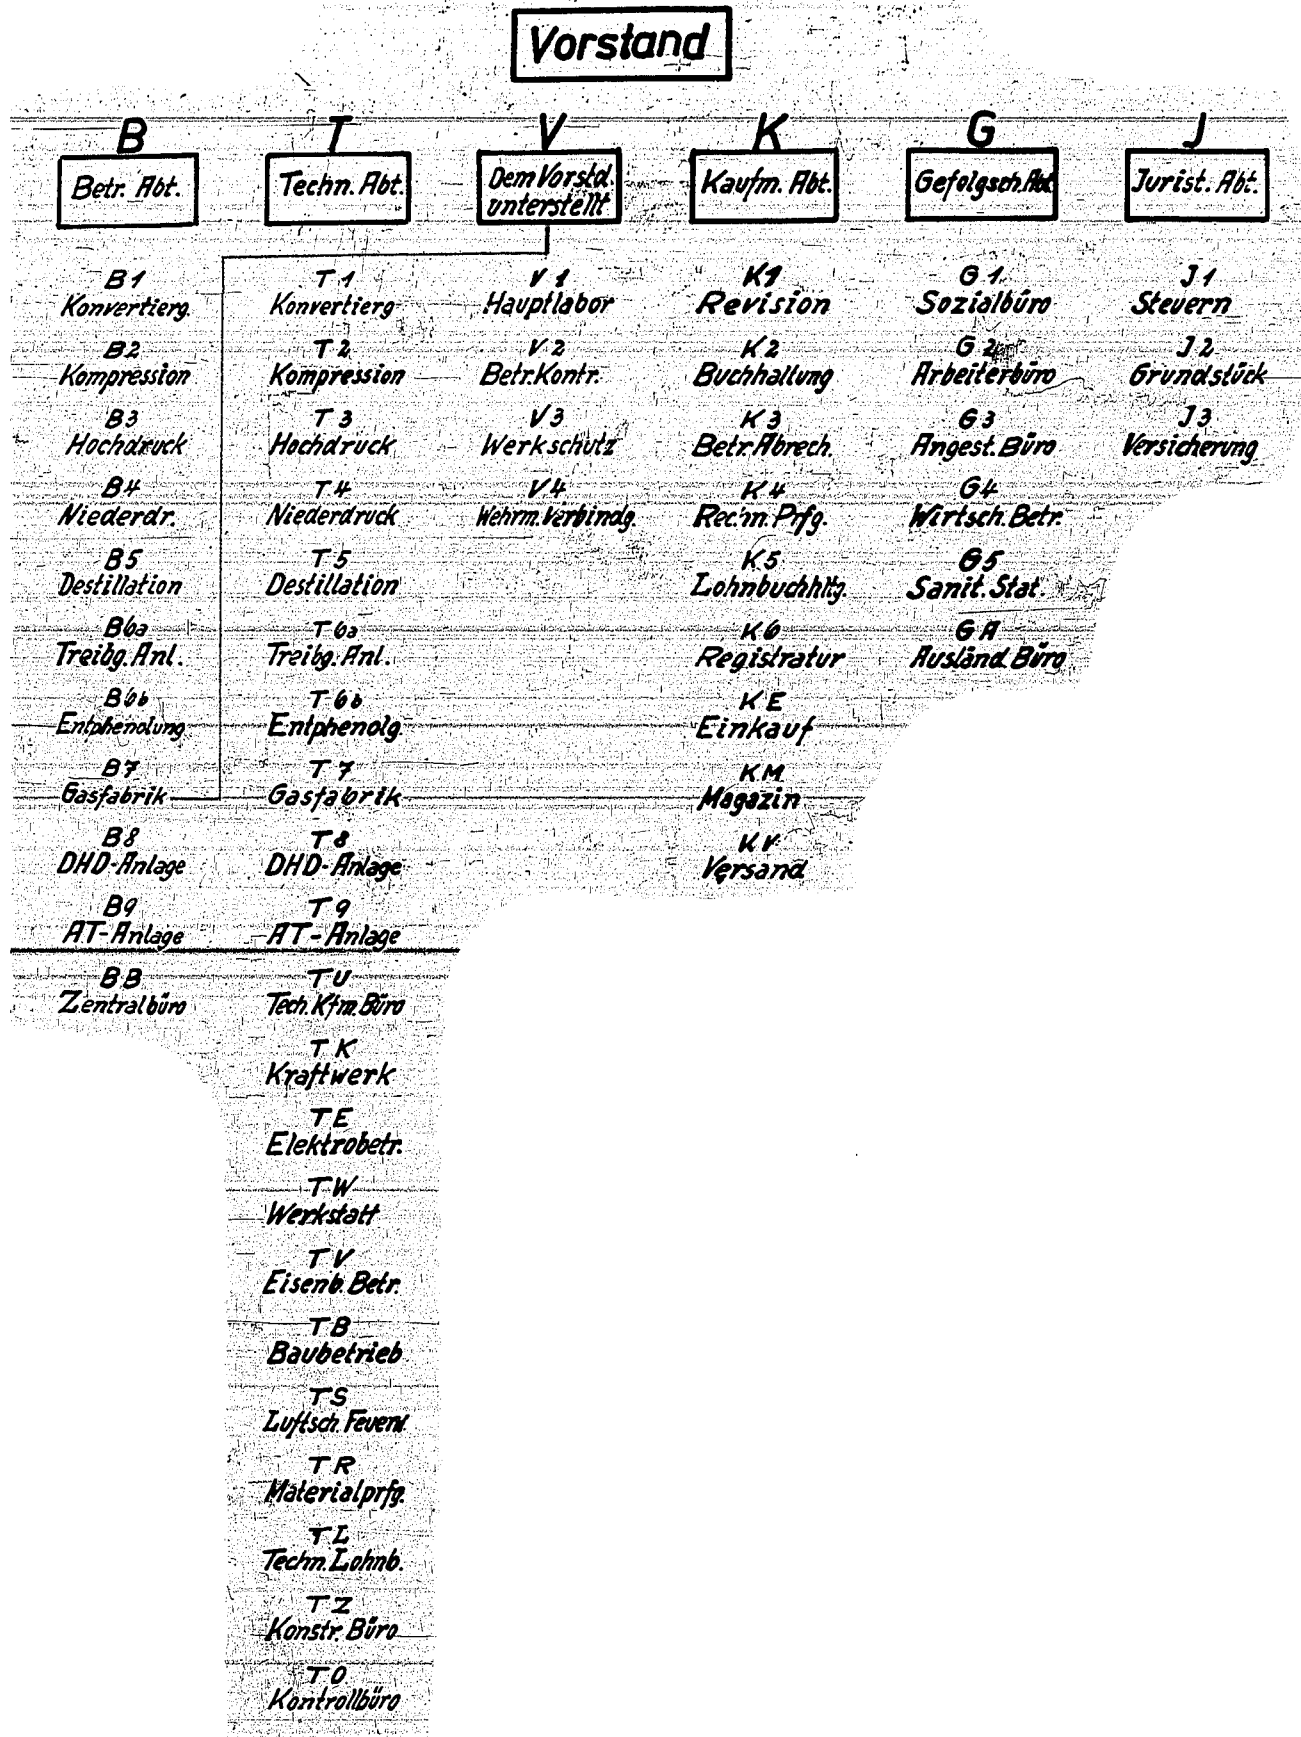 Vorstand
B
Betr. Abt.
B1
Konvertierg.
B2
Kompression
B3
Hochdruck
B4
Niederdr.
B5
Destillation
B6a
Treibg. Anl.
B6b
Entphenolung
B7
Gasfabrik
B8
DHD-Anlage
B9
AT-Anlage
BB
Zentralbüro
T
Techn. Abt.
T1
Konvertierg
T2
Kompression
T3
Hochdruck
T4
Niederdruck
T5
Destillation
T6a
Treibg. Anl.
T6b
Entphenolg.
T7
Gasfabrik
T8
DHD-Anlage
T9
AT-Anlage
TU
Tech. Kfm. Büro
TK
Kraftwerk
TE
Elektrobetr.
TW
Werkstatt
TV
Eisenb. Betr.
TB
Baubetrieb
TS
Luftsch. Feuerw.
TR
Materialprfg.
TL
Techn. Lohnb.
TZ
Konstr. Büro
TO
Kontrollbüro
V
Dem Vorstd.
unterstellt
V1
Hauptlabor
V2
Betr. Kontr.
V3
Werkschutz
V4
Wehrm. Verbindg.
K
Kaufm. Abt.
K1
Revision
K2
Buchhaltung
K3
Betr. Abrech.
K4
Rechn. Prfg.
K5
Lohnbuchhltg.
K6
Registratur
KE
Einkauf
KM
Magazin
KV
Versand
G
Gefolgsch. Abt.
G1
Sozialbüro
G2
Arbeiterbüro
G3
Angest. Büro
G4
Wirtsch. Betr.
G5
Sanit. Stat.
GA
Ausländ. Büro
J
Jurist. Abt.
J1
Steuern
J2
Grundstück
J3
Versicherung